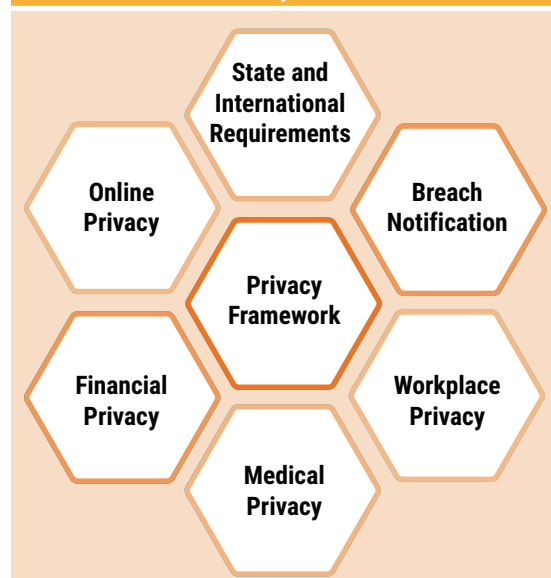 State and
International
Requirements
Online
Privacy
Breach
Notification
Privacy
Framework
Financial
Privacy
Workplace
Privacy
Medical
Privacy